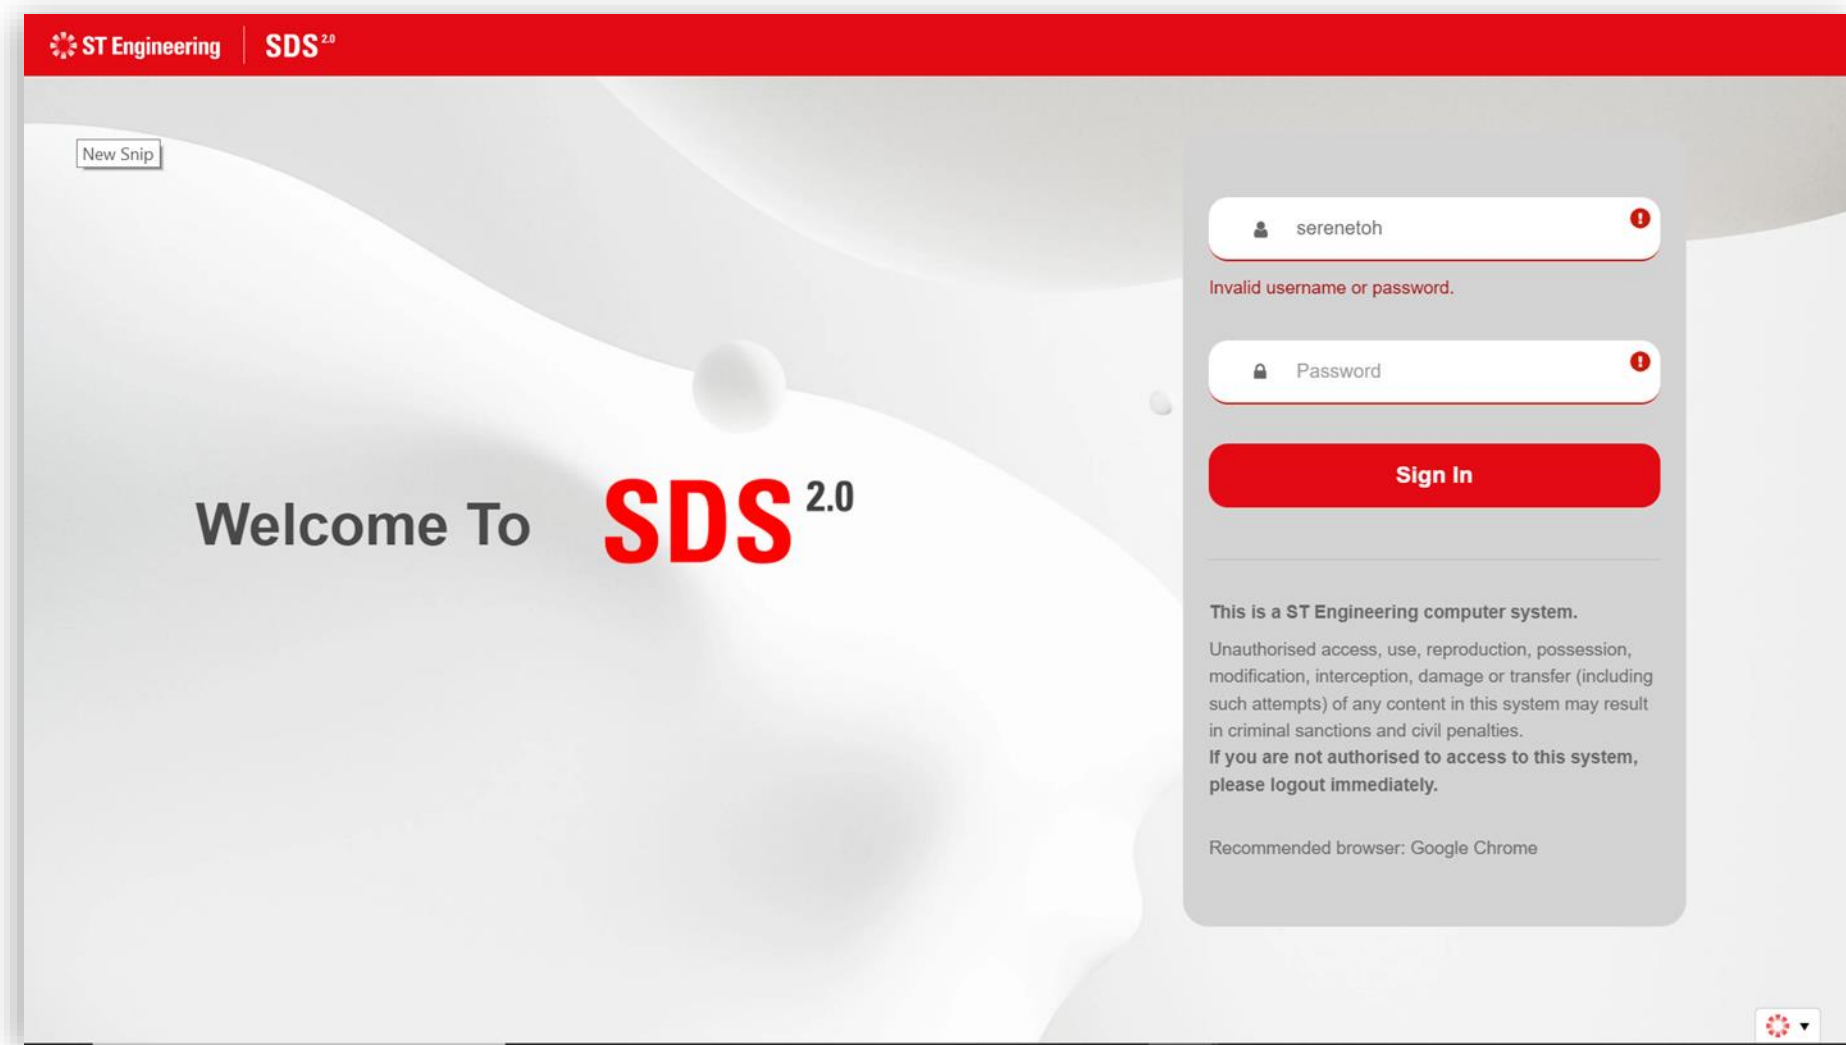 ST Engineering SDS 2.0
New Snip
serenetoh
Invalid username or password.
Password
Sign In
Welcome To SDS 2.0
This is a ST Engineering computer system.
Unauthorised access, use, reproduction, possession,
modification, interception, damage or transfer (including
such attempts) of any content in this system may result
in criminal sanctions and civil penalties.
If you are not authorised to access to this system,
please logout immediately.
Recommended browser: Google Chrome